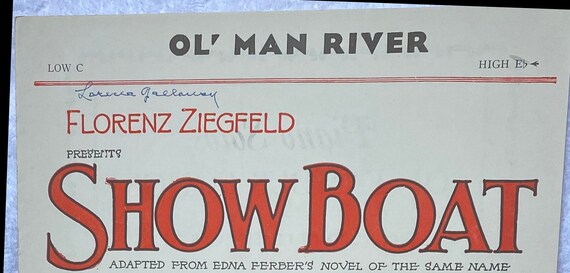 OL' MAN RIVER
LOW C HIGH E♭
Lorena Galloway
FLORENZ ZIEGFELD
PRESENTS
SHOW BOAT
ADAPTED FROM EDNA FERBER'S NOVEL OF THE SAME NAME